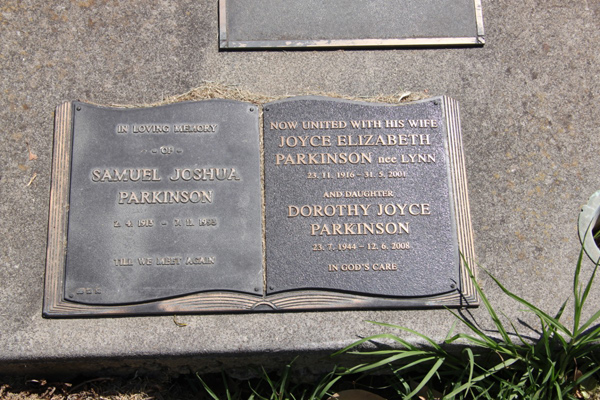 IN LOVING MEMORY
OF
SAMUEL JOSHUA
PARKINSON
TILL WE MEET AGAIN
NOW UNITED WITH HIS WIFE
JOYCE ELIZABETH
PARKINSON nee LYNN
23. 11. 1916 - 31. 5. 2001
AND DAUGHTER
DOROTHY JOYCE
PARKINSON
23. 7. 1944 - 12. 6. 2008
IN GOD'S CARE